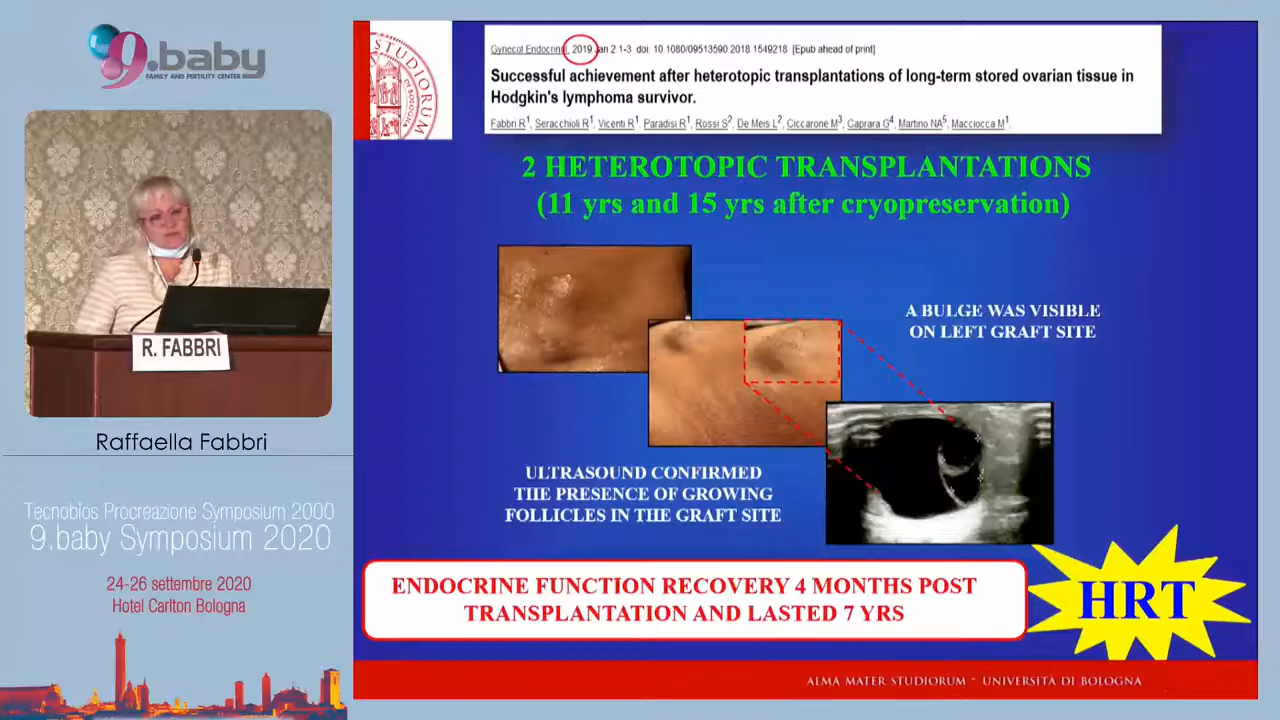 9.baby
FAMILY AND FERTILITY CENTER
R. FABBRI
Raffaella Fabbri
Tecnobios Procreazione Symposium 2000
9.baby Symposium 2020
24-26 settembre 2020
Hotel Carlton Bologna
Gynecol Endocrinol. 2019 Jan 2:1-3. doi: 10.1080/09513590.2018.1549218. [Epub ahead of print]
Successful achievement after heterotopic transplantations of long-term stored ovarian tissue in
Hodgkin's lymphoma survivor.
Fabbri R1, Seracchioli R1, Vicenti R1, Paradisi R1, Rossi S2, De Meis L2, Ciccarone M3, Caprara G4, Martino NA5, Macciocca M1.
2 HETEROTOPIC TRANSPLANTATIONS
(11 yrs and 15 yrs after cryopreservation)
A BULGE WAS VISIBLE
ON LEFT GRAFT SITE
ULTRASOUND CONFIRMED
THE PRESENCE OF GROWING
FOLLICLES IN THE GRAFT SITE
ENDOCRINE FUNCTION RECOVERY 4 MONTHS POST
TRANSPLANTATION AND LASTED 7 YRS
HRT
ALMA MATER STUDIORUM ~ UNIVERSITÀ DI BOLOGNA